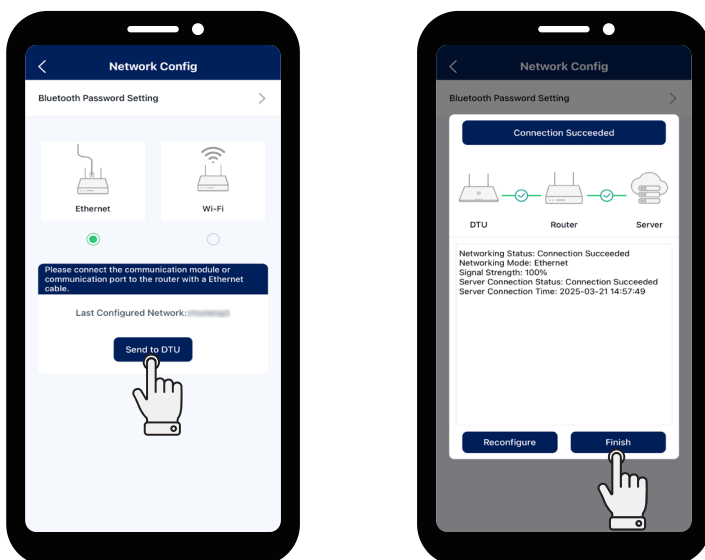 Network Config
Bluetooth Password Setting
Ethernet
Wi-Fi
Please connect the communication module or
communication port to the router with a Ethernet
cable.
Last Configured Network:
Send to DTU
Network Config
Bluetooth Password Setting
Connection Succeeded
DTU
Router
Server
Networking Status: Connection Succeeded
Networking Mode: Ethernet
Signal Strength: 100%
Server Connection Status: Connection Succeeded
Server Connection Time: 2025-03-21 14:57:49
Reconfigure
Finish